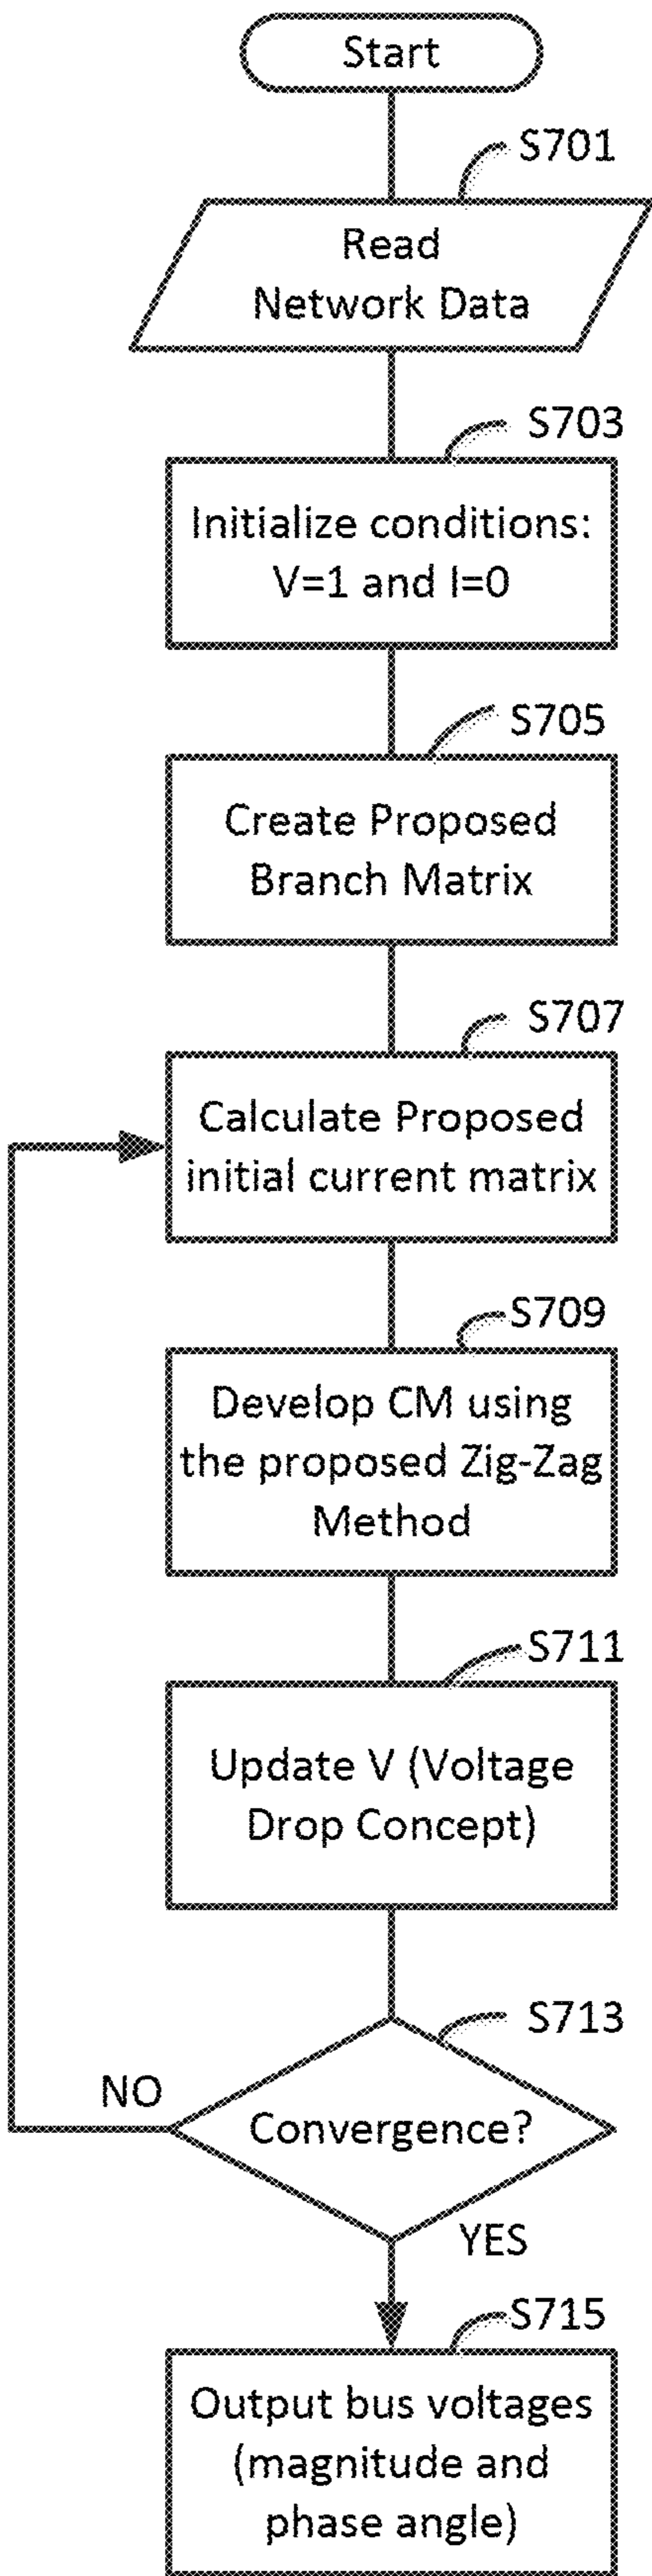 Start
S701
Read
Network Data
S703
Initialize conditions:
V=1 and I=0
S705
Create Proposed
Branch Matrix
S707
Calculate Proposed
initial current matrix
S709
Develop CM using
the proposed Zig-Zag
Method
S711
Update V (Voltage
Drop Concept)
S713
NO
Convergence?
YES
S715
Output bus voltages
(magnitude and
phase angle)